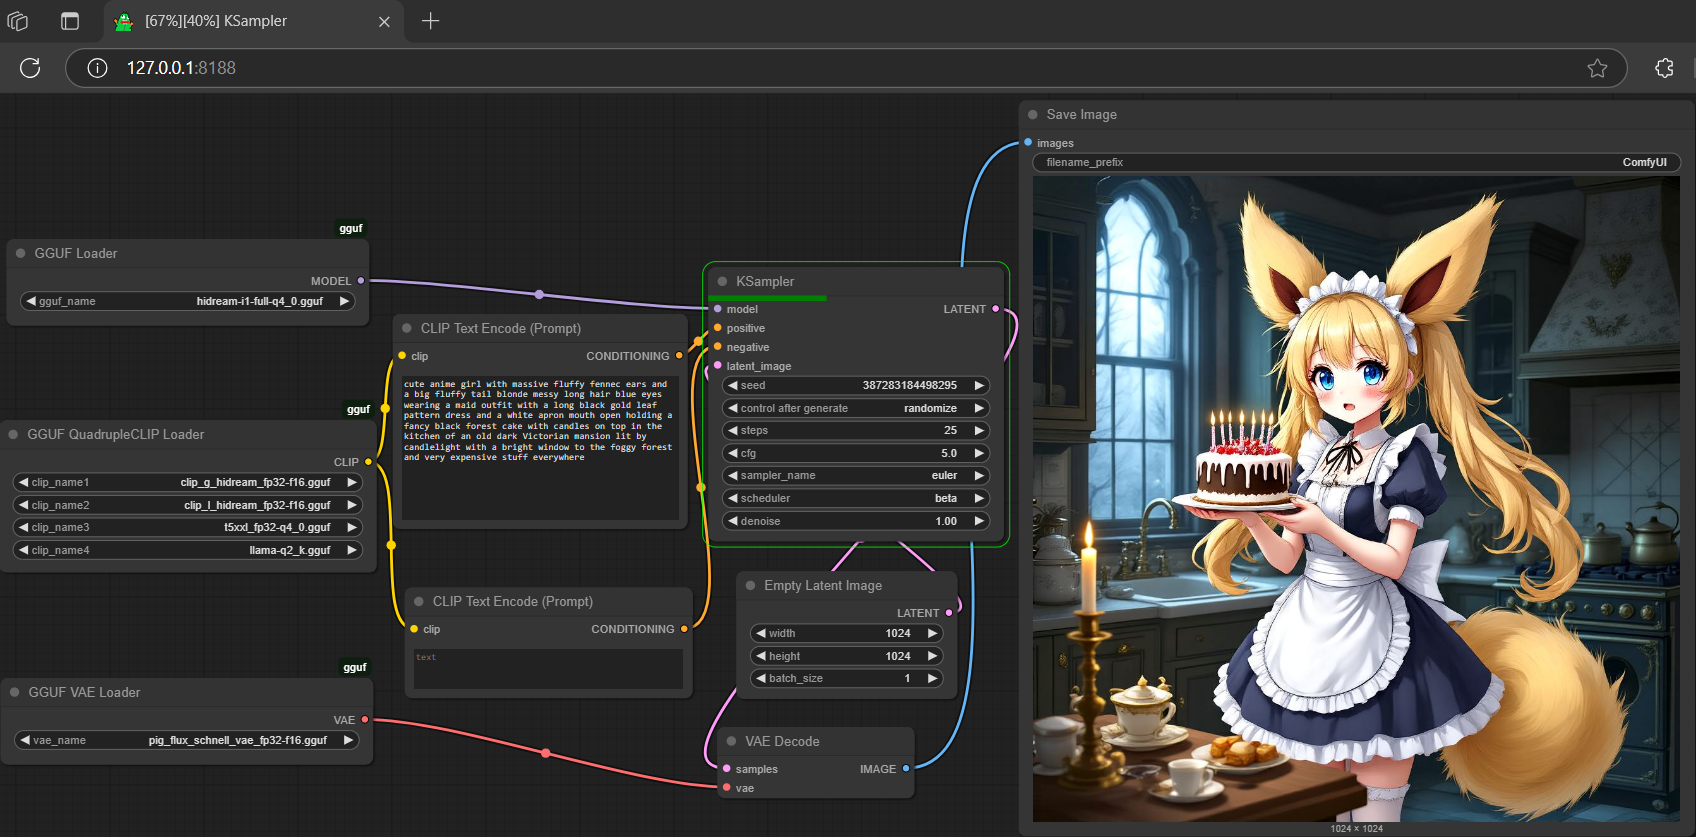 [67%][40%] KSampler
127.0.0.1:8188
gguf
GGUF Loader
MODEL
gguf_name hidream-i1-full-q4_0.gguf
gguf
GGUF QuadrupleCLIP Loader
CLIP
clip_name1 clip_g_hidream_fp32-f16.gguf
clip_name2 clip_l_hidream_fp32-f16.gguf
clip_name3 t5xxl_fp32-q4_0.gguf
clip_name4 llama-q2_k.gguf
gguf
GGUF VAE Loader
VAE
vae_name pig_flux_schnell_vae_fp32-f16.gguf
CLIP Text Encode (Prompt)
clip CONDITIONING
cute anime girl with massive fluffy fennec ears and
a big fluffy tail blonde messy long hair blue eyes
wearing a maid outfit with a long black gold leaf
pattern dress and a white apron mouth open holding a
fancy black forest cake with candles on top in the
kitchen of an old dark Victorian mansion lit by
candlelight with a bright window to the foggy forest
and very expensive stuff everywhere
CLIP Text Encode (Prompt)
clip CONDITIONING
text
KSampler
model LATENT
positive
negative
latent_image
seed 387283184498295
control after generate randomize
steps 25
cfg 5.0
sampler_name euler
scheduler beta
denoise 1.00
Empty Latent Image
LATENT
width 1024
height 1024
batch_size 1
VAE Decode
samples IMAGE
vae
Save Image
images
filename_prefix ComfyUI
1024 × 1024